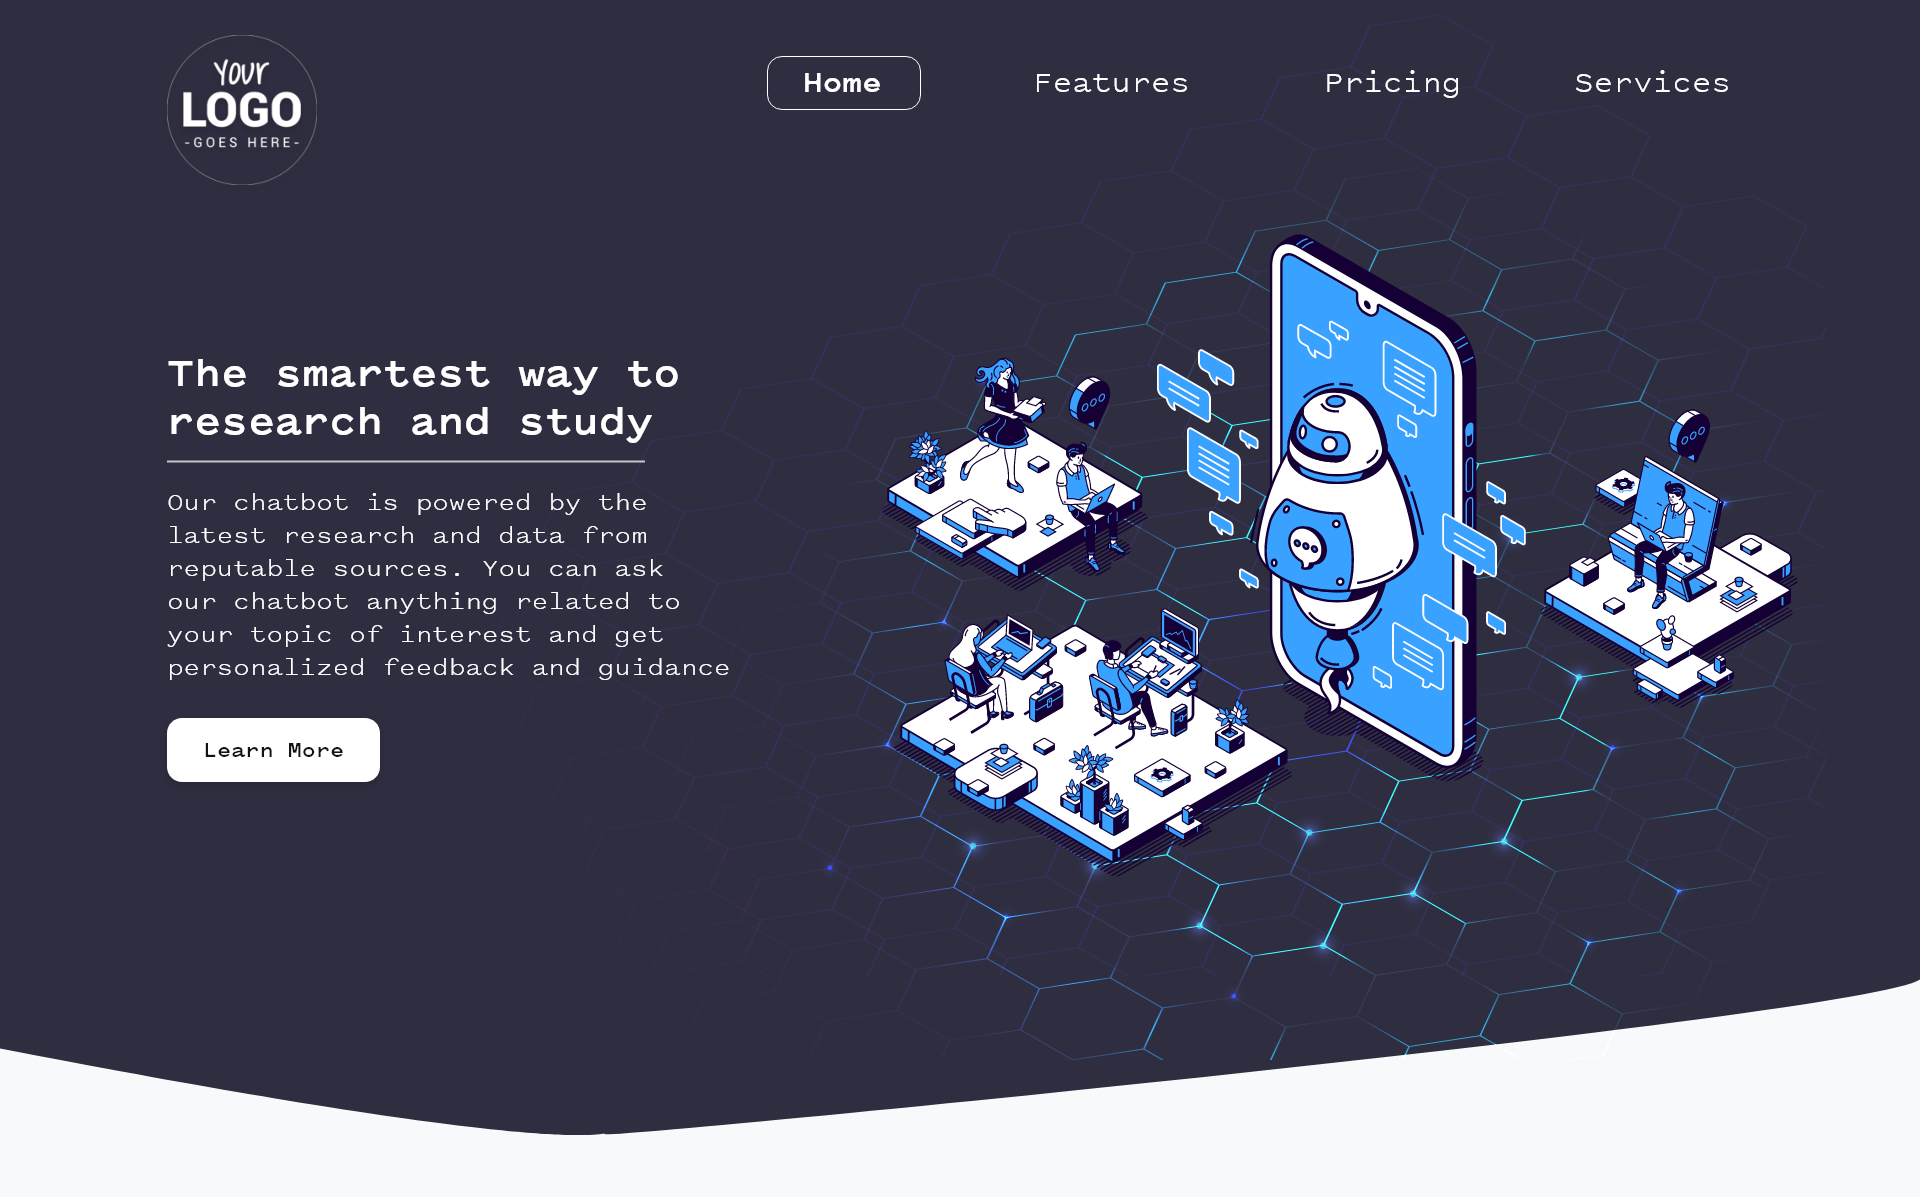 Your
LOGO
-GOES HERE-
Home
Features
Pricing
Services
The smartest way to
research and study
Our chatbot is powered by the
latest research and data from
reputable sources. You can ask
our chatbot anything related to
your topic of interest and get
personalized feedback and guidance
Learn More